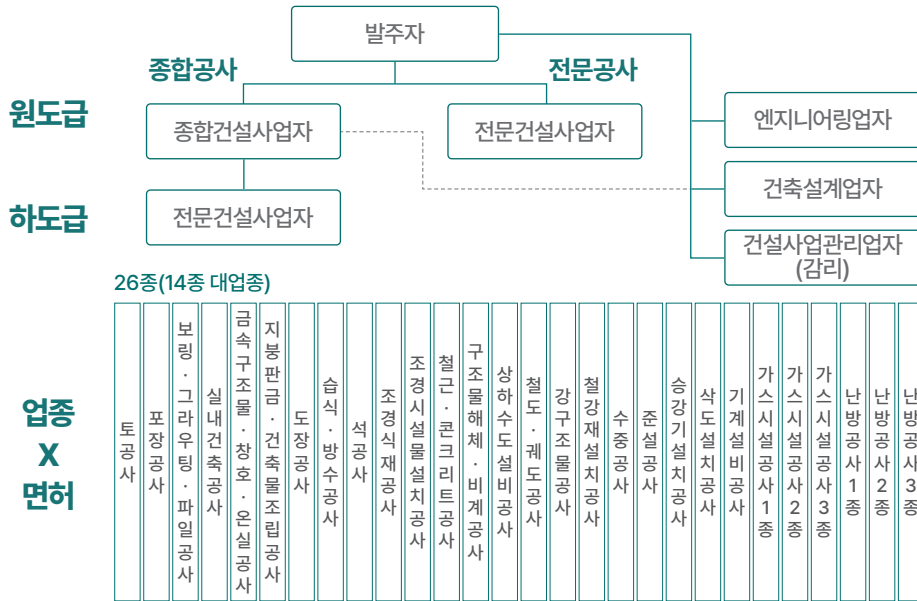 발주자
종합공사
전문공사
원도급
종합건설사업자
전문건설사업자
엔지니어링업자
건축설계업자
하도급
전문건설사업자
건설사업관리업자
(감리)
26종(14종 대업종)
업종
X
면허
토공사
포장공사
보링·그라우팅·파일공사
실내건축공사
금속구조물·창호·온실공사
지붕판금·건축물조립공사
도장공사
습식·방수공사
석공사
조경식재공사
조경시설물설치공사
철근·콘크리트공사
구조물해체·비계공사
상하수도설비공사
철도·궤도공사
강구조물공사
철강재설치공사
수중공사
준설공사
승강기설치공사
삭도설치공사
기계설비공사
가스시설공사1종
가스시설공사2종
가스시설공사3종
난방공사1종
난방공사2종
난방공사3종